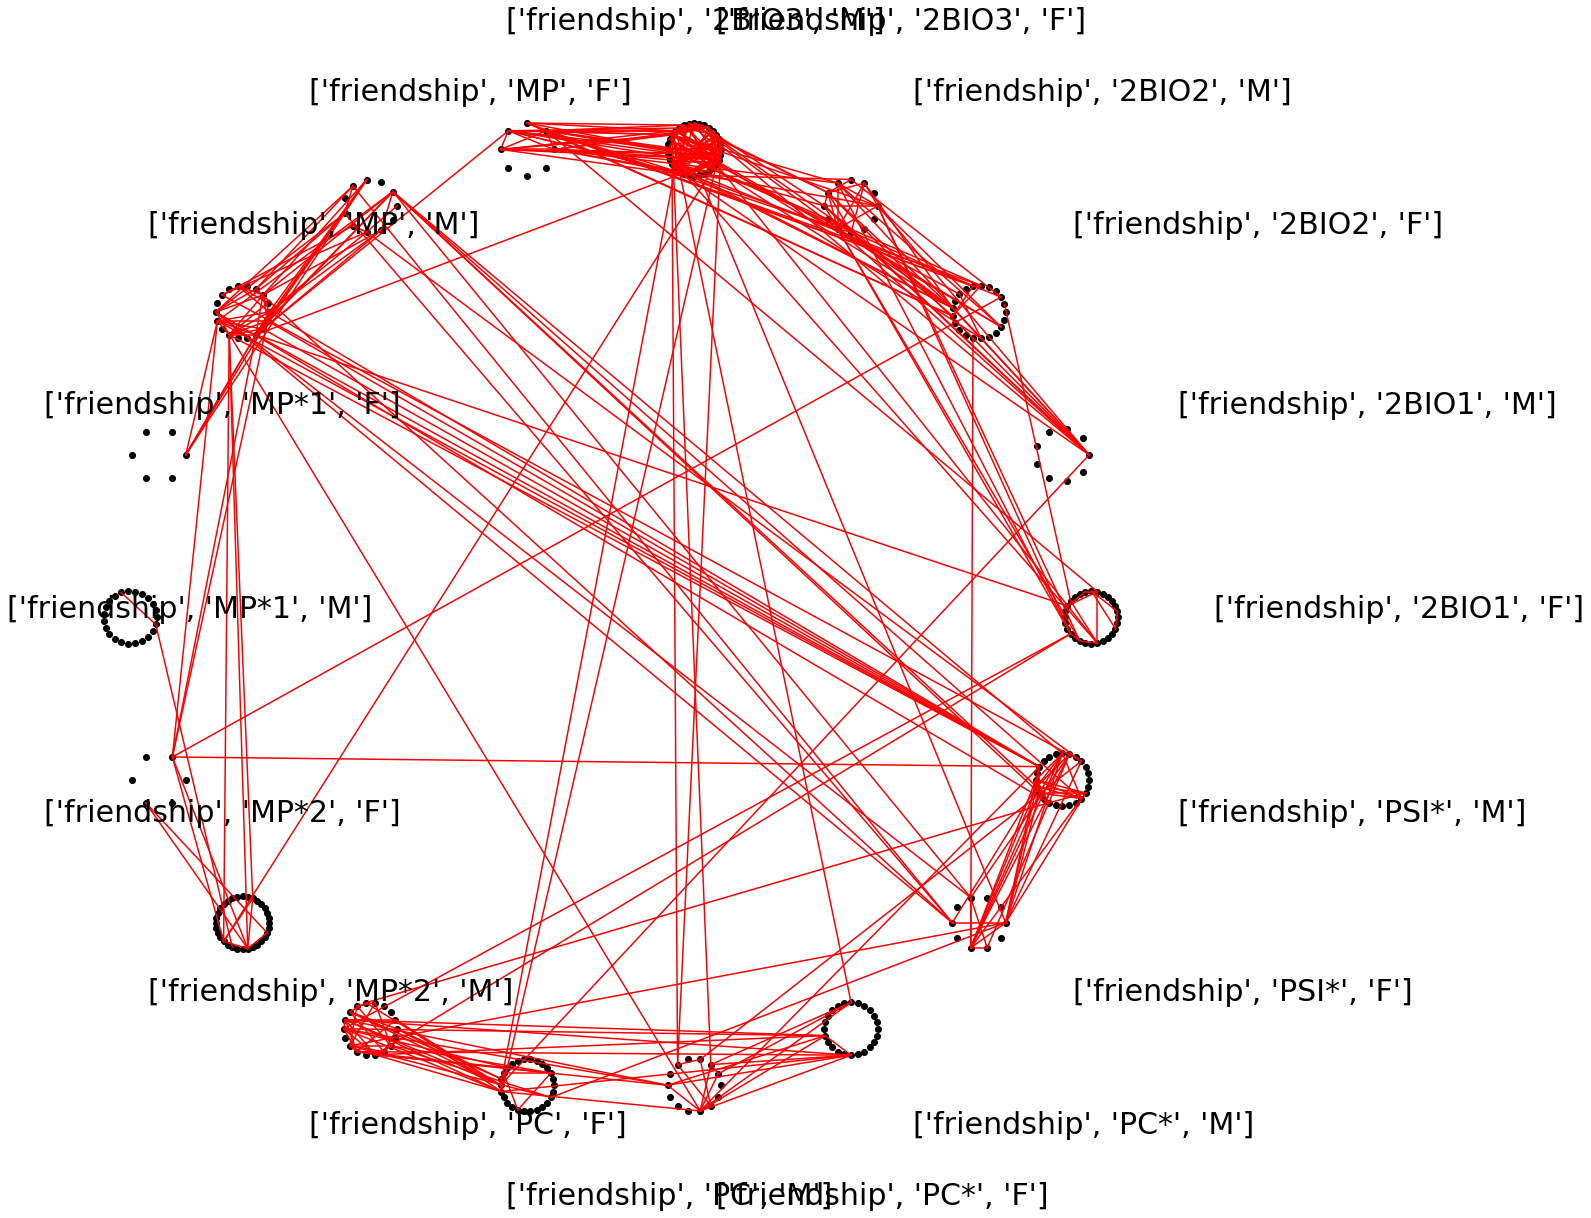 ['friendship', '2BIO3', 'M']
['friendship', '2BIO3', 'F']
['friendship', 'MP', 'F']
['friendship', '2BIO2', 'M']
['friendship', 'MP', 'M']
['friendship', '2BIO2', 'F']
['friendship', 'MP*1', 'F']
['friendship', '2BIO1', 'M']
['friendship', 'MP*1', 'M']
['friendship', '2BIO1', 'F']
['friendship', 'MP*2', 'F']
['friendship', 'PSI*', 'M']
['friendship', 'MP*2', 'M']
['friendship', 'PSI*', 'F']
['friendship', 'PC', 'F']
['friendship', 'PC*', 'M']
['friendship', 'PC', 'M']
['friendship', 'PC*', 'F']